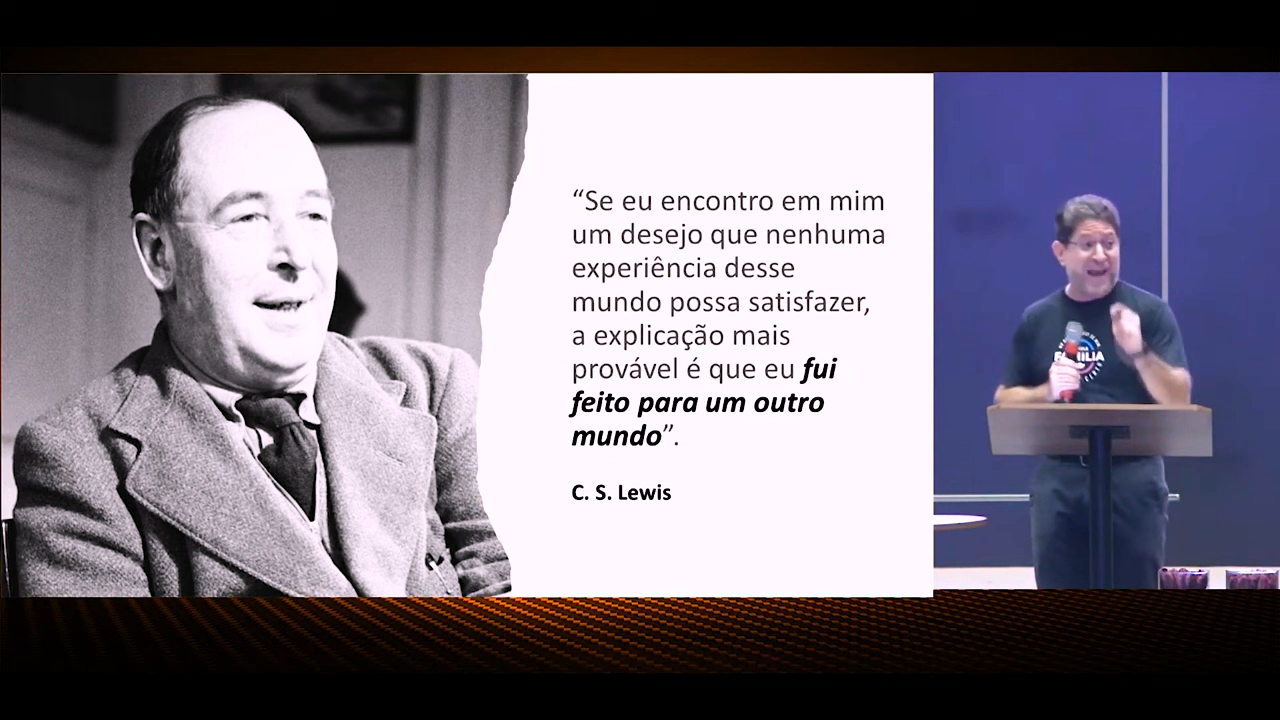 “Se eu encontro em mim
um desejo que nenhuma
experiência desse
mundo possa satisfazer,
a explicação mais
provável é que eu fui
feito para um outro
mundo”.
C. S. Lewis
FAMILIA